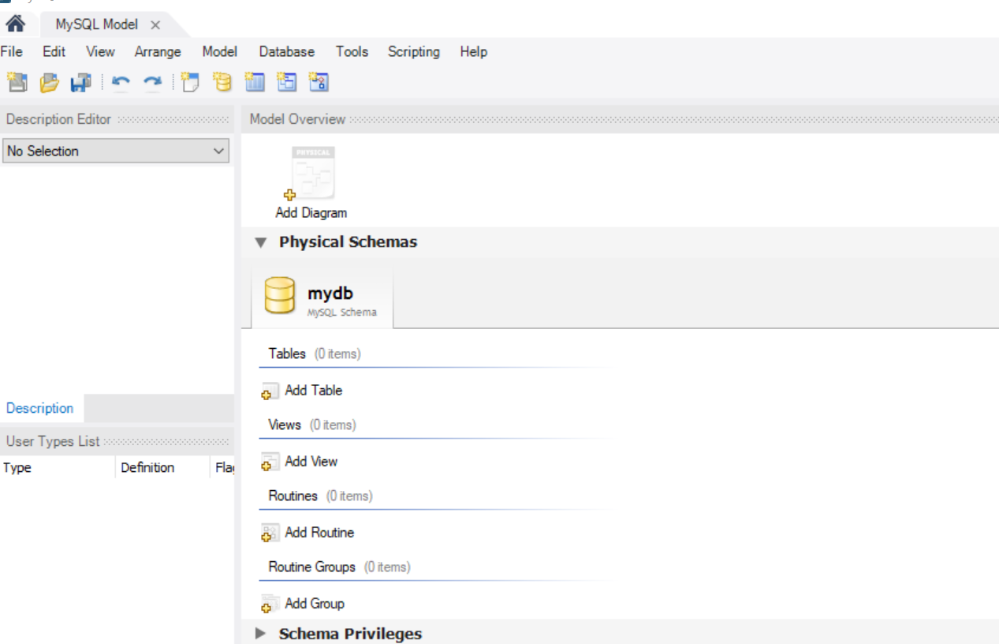 MySQL Model ×
File Edit View Arrange Model Database Tools Scripting Help
Description Editor
Model Overview
No Selection
PHYSICAL
Add Diagram
Physical Schemas
mydb
MySQL Schema
Tables (0 items)
Add Table
Description
Views (0 items)
User Types List
Type Definition
Add View
Routines (0 items)
Add Routine
Routine Groups (0 items)
Add Group
Schema Privileges